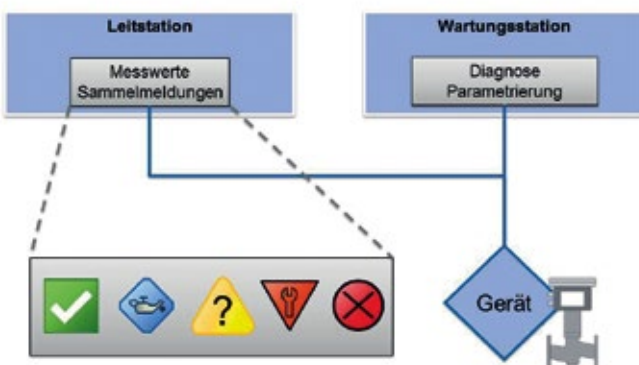 Leitstation
Messwerte
Sammelmeldungen
Wartungsstation
Diagnose
Parametrierung
?
Gerät